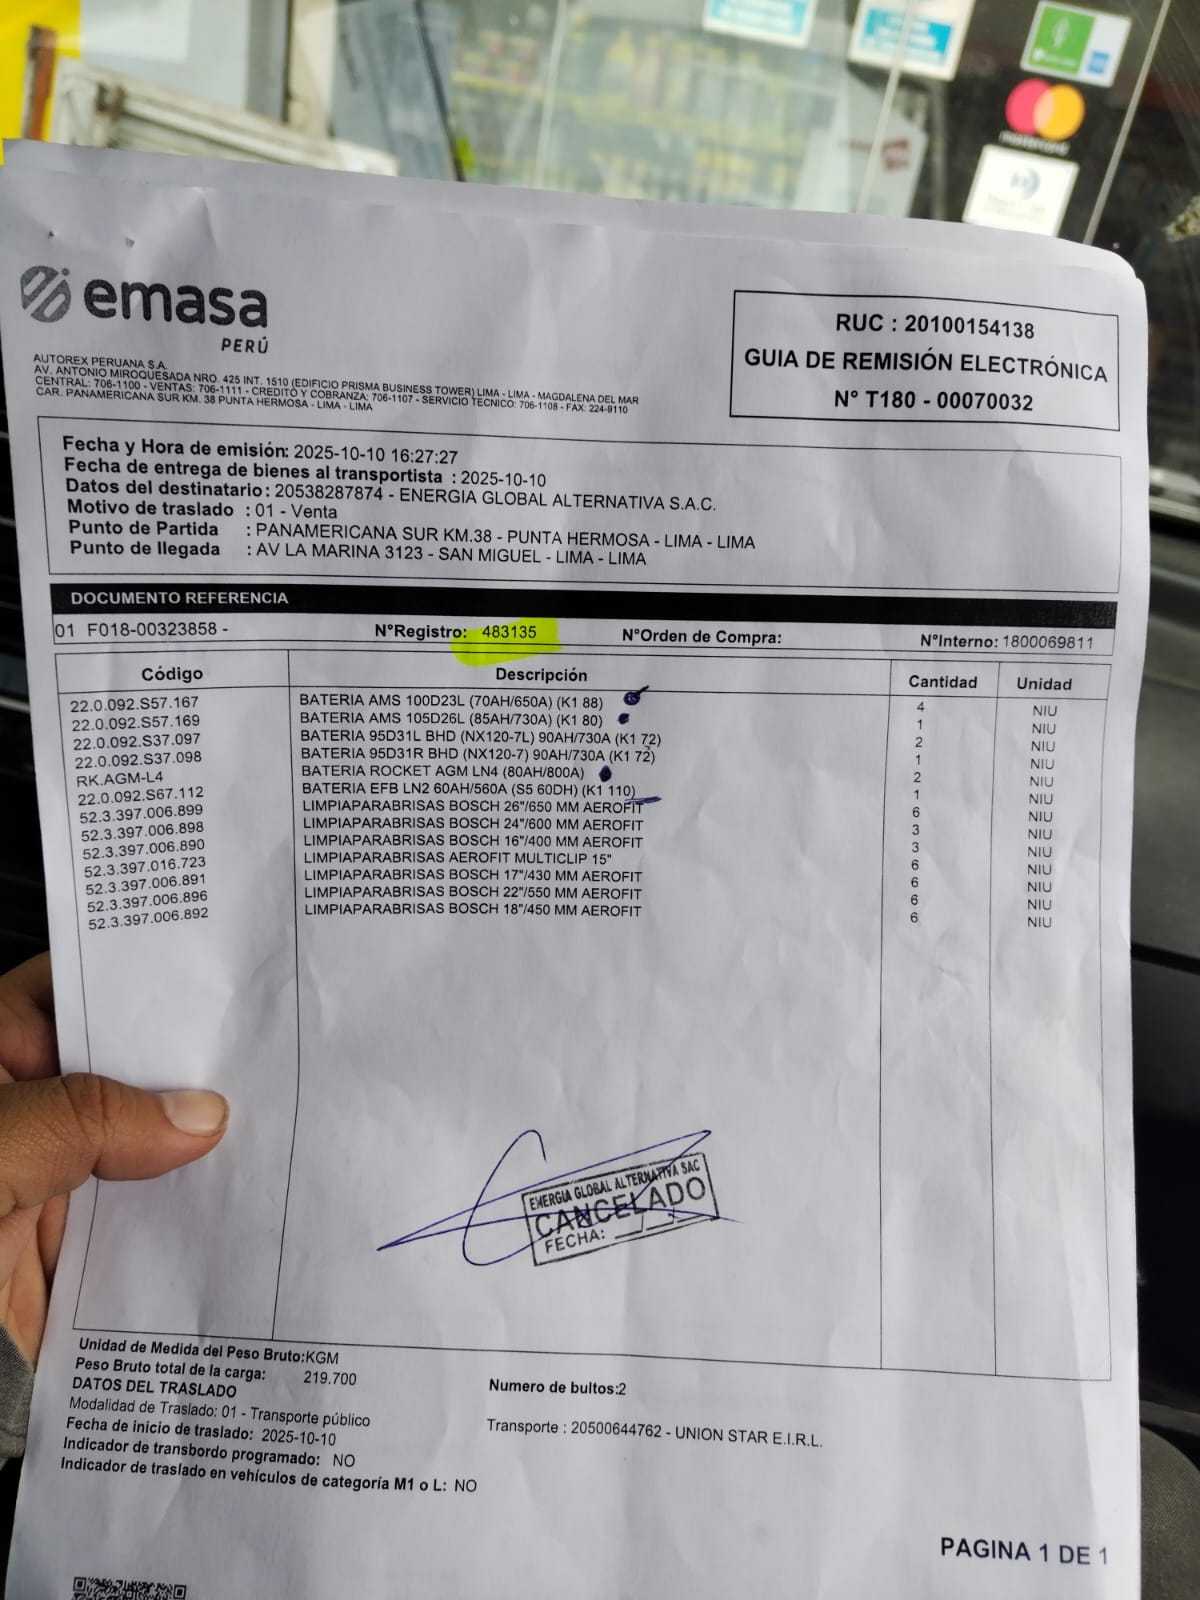 mastercard
emasa
PERÚ
AUTOREX PERUANA S.A.
AV. ANTONIO MIROQUESADA NRO. 425 INT. 1510 (EDIFICIO PRISMA BUSINESS TOWER) LIMA - LIMA - MAGDALENA DEL MAR
CENTRAL: 706-1100 - VENTAS: 706-1111 - CREDITO Y COBRANZA: 706-1107 - SERVICIO TECNICO: 706-1108 - FAX: 224-9110
CAR. PANAMERICANA SUR KM. 38 PUNTA HERMOSA - LIMA - LIMA
RUC : 20100154138
GUIA DE REMISIÓN ELECTRÓNICA
N° T180 - 00070032
Fecha y Hora de emisión: 2025-10-10 16:27:27
Fecha de entrega de bienes al transportista : 2025-10-10
Datos del destinatario : 20538287874 - ENERGIA GLOBAL ALTERNATIVA S.A.C.
Motivo de traslado : 01 - Venta
Punto de Partida : PANAMERICANA SUR KM.38 - PUNTA HERMOSA - LIMA - LIMA
Punto de llegada : AV LA MARINA 3123 - SAN MIGUEL - LIMA - LIMA
DOCUMENTO REFERENCIA
01 F018-00323858 - N°Registro: 483135 N°Orden de Compra: N°Interno: 1800069811
Código Descripción Cantidad Unidad
22.0.092.S57.167 BATERIA AMS 100D23L (70AH/650A) (K1 88) 4 NIU
22.0.092.S57.169 BATERIA AMS 105D26L (85AH/730A) (K1 80) 1 NIU
22.0.092.S37.097 BATERIA 95D31L BHD (NX120-7L) 90AH/730A (K1 72) 2 NIU
22.0.092.S37.098 BATERIA 95D31R BHD (NX120-7) 90AH/730A (K1 72) 1 NIU
RK.AGM-L4 BATERIA ROCKET AGM LN4 (80AH/800A) 2 NIU
22.0.092.S67.112 BATERIA EFB LN2 60AH/560A (S5 60DH) (K1 110) 1 NIU
52.3.397.006.899 LIMPIAPARABRISAS BOSCH 26"/650 MM AEROFIT 6 NIU
52.3.397.006.898 LIMPIAPARABRISAS BOSCH 24"/600 MM AEROFIT 3 NIU
52.3.397.006.890 LIMPIAPARABRISAS BOSCH 16"/400 MM AEROFIT 3 NIU
52.3.397.016.723 LIMPIAPARABRISAS AEROFIT MULTICLIP 15" 6 NIU
52.3.397.006.891 LIMPIAPARABRISAS BOSCH 17"/430 MM AEROFIT 6 NIU
52.3.397.006.896 LIMPIAPARABRISAS BOSCH 22"/550 MM AEROFIT 6 NIU
52.3.397.006.892 LIMPIAPARABRISAS BOSCH 18"/450 MM AEROFIT 6 NIU
ENERGIA GLOBAL ALTERNATIVA SAC
CANCELADO
FECHA:
Unidad de Medida del Peso Bruto: KGM
Peso Bruto total de la carga: 219.700
Numero de bultos:2
DATOS DEL TRASLADO
Modalidad de Traslado: 01 - Transporte público
Transporte : 20500644762 - UNION STAR E.I.R.L.
Fecha de inicio de traslado: 2025-10-10
Indicador de transbordo programado: NO
Indicador de traslado en vehículos de categoría M1 o L: NO
PAGINA 1 DE 1